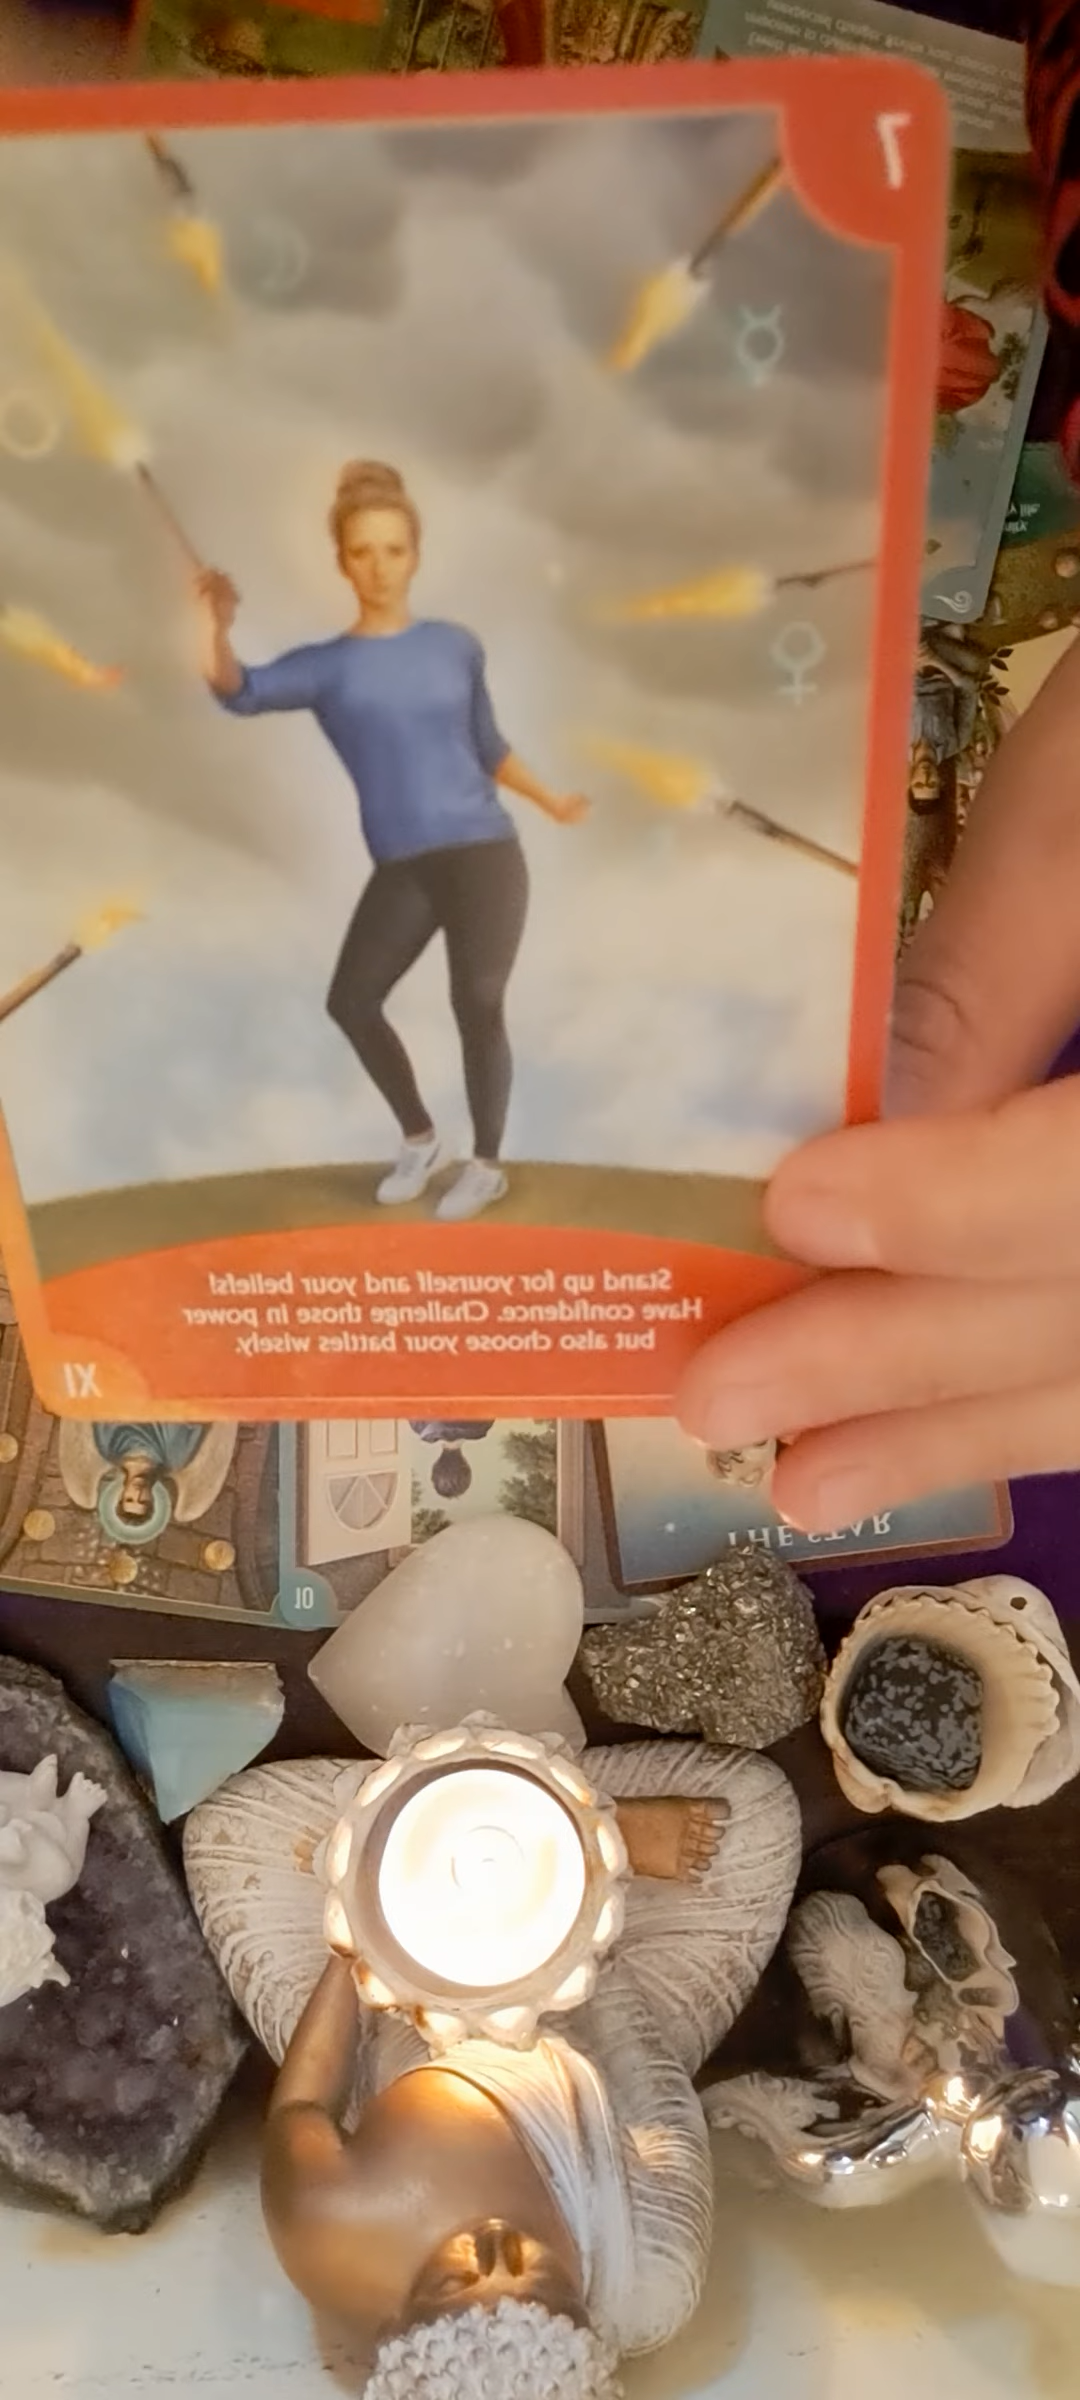 7
Stand up for yourself and your beliefs!
Have confidence. Challenge those in power
but also choose your battles wisely.
XI
10
THE STAR